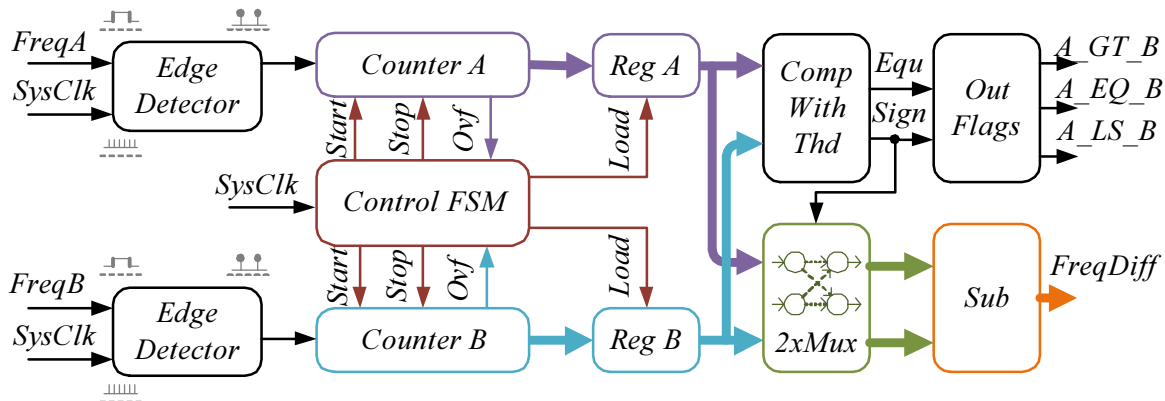 FreqA
SysClk
Edge
Detector
Counter A
Reg A
Comp
With
Thd
Equ
Sign
Out
Flags
A_GT_B
A_EQ_B
A_LS_B
Start
Stop
Ovf
Load
SysClk
Control FSM
Start
Stop
Ovf
Load
FreqB
SysClk
Edge
Detector
Counter B
Reg B
2xMux
Sub
FreqDiff